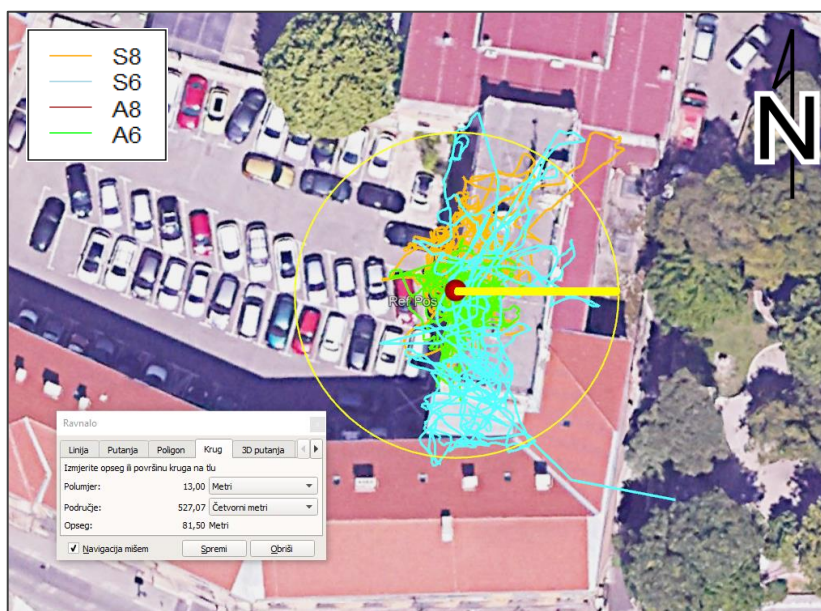 S8
S6
A8
A6
N
Ref Pos
Ravnalo
Linija Putanja Poligon Krug 3D putanja
Izmjerite opseg ili površinu kruga na tlu
Polumjer: 13,00 Metri
Područje: 527,07 Četvorni metri
Opseg: 81,50 Metri
Navigacija mišem Spremi Obriši